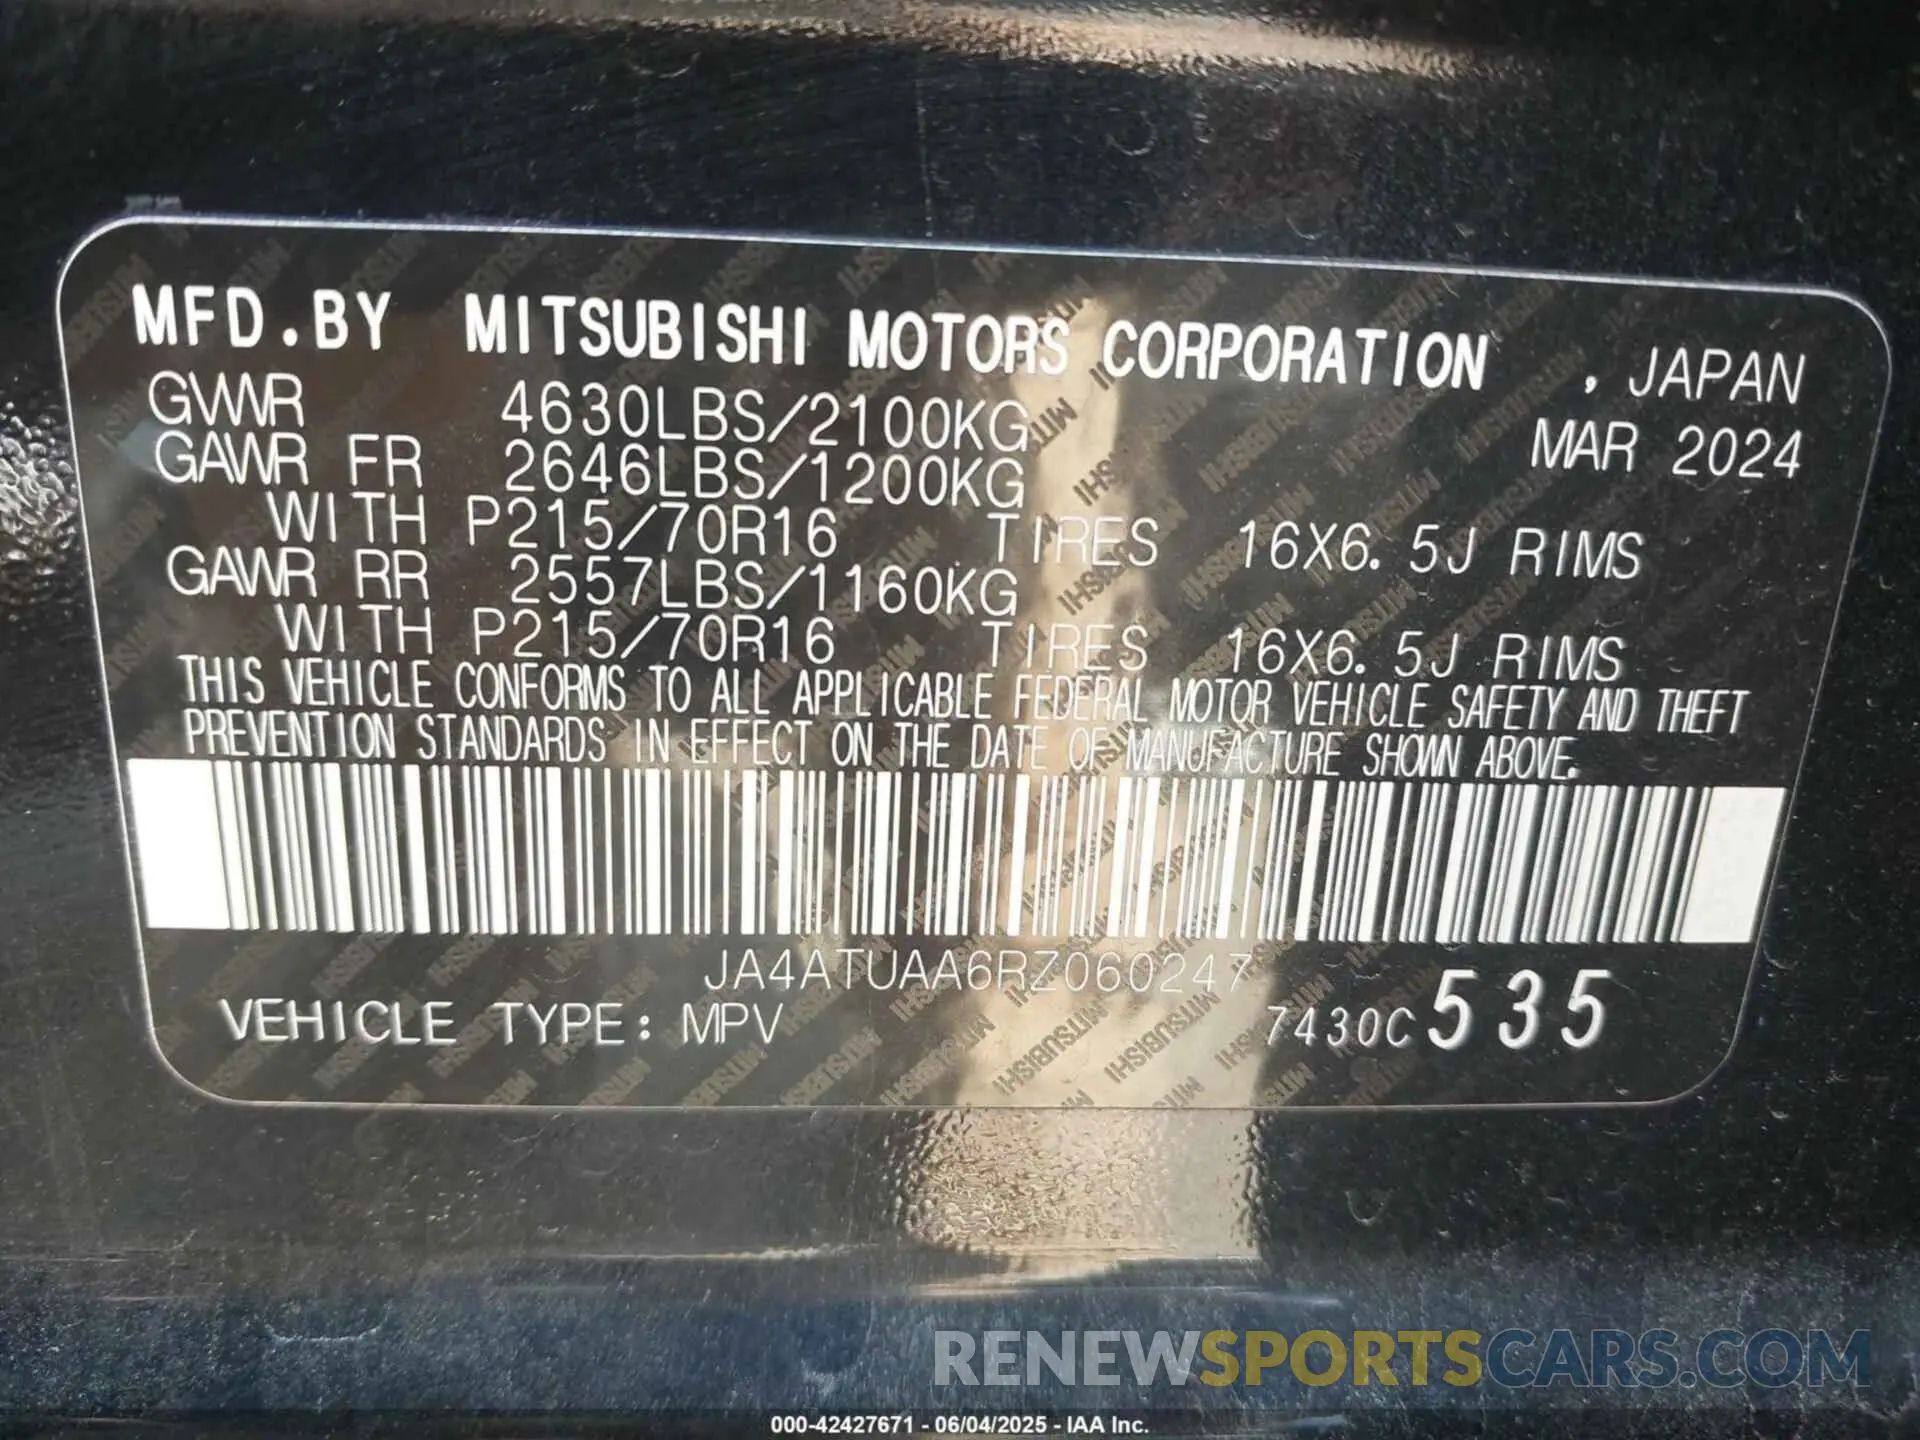 MFD.BY MITSUBISHI MOTORS CORPORATION , JAPAN
GVWR 4630LBS/2100KG MAR 2024
GAWR FR 2646LBS/1200KG
WITH P215/70R16 TIRES 16X6.5J RIMS
GAWR RR 2557LBS/1160KG
WITH P215/70R16 TIRES 16X6.5J RIMS
THIS VEHICLE CONFORMS TO ALL APPLICABLE FEDERAL MOTOR VEHICLE SAFETY AND THEFT
PREVENTION STANDARDS IN EFFECT ON THE DATE OF MANUFACTURE SHOWN ABOVE.
JA4ATUAA6RZ060247
VEHICLE TYPE: MPV 7430C 535
RENEWSPORTSCARS.COM
000-42427671 - 06/04/2025 - IAA Inc.